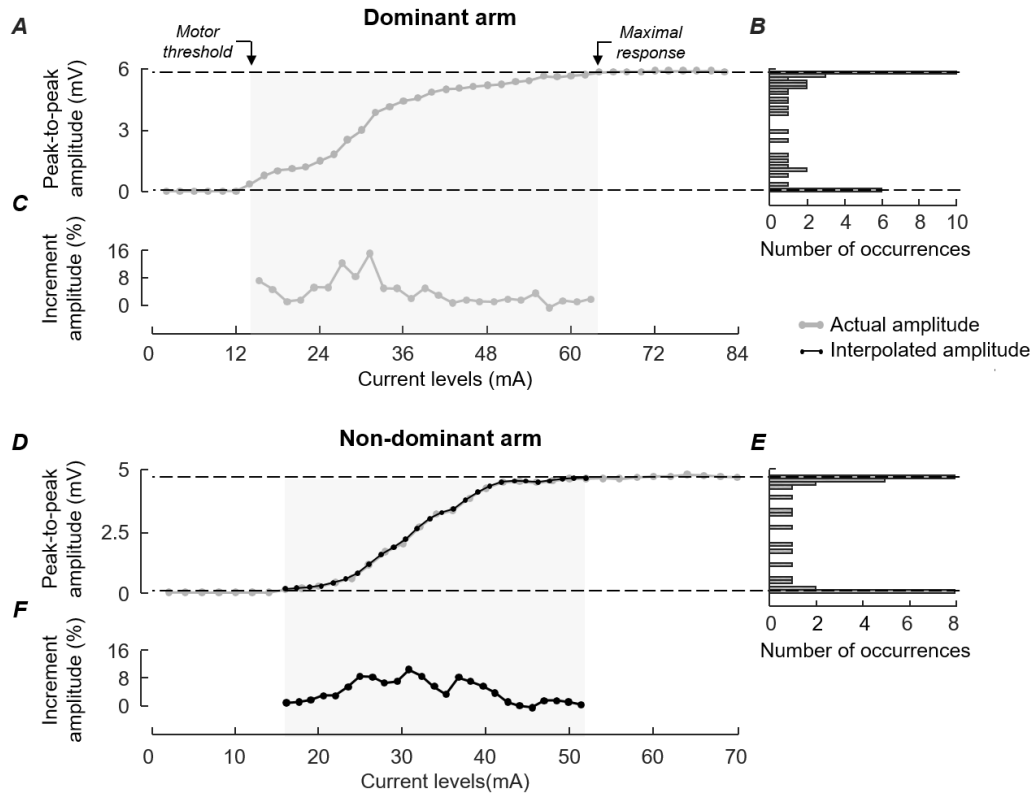 A
Dominant arm
B
Motor
threshold
Maximal
response
Peak-to-peak
amplitude (mV)
6
3
0
0 2 4 6 8 10
Number of occurrences
C
Increment
amplitude (%)
16
8
0
0 12 24 36 48 60 72 84
Current levels (mA)
Actual amplitude
Interpolated amplitude
D
Non-dominant arm
E
Peak-to-peak
amplitude (mV)
5
2.5
0
0 2 4 6 8
Number of occurrences
F
Increment
amplitude (%)
16
8
0
0 10 20 30 40 50 60 70
Current levels(mA)